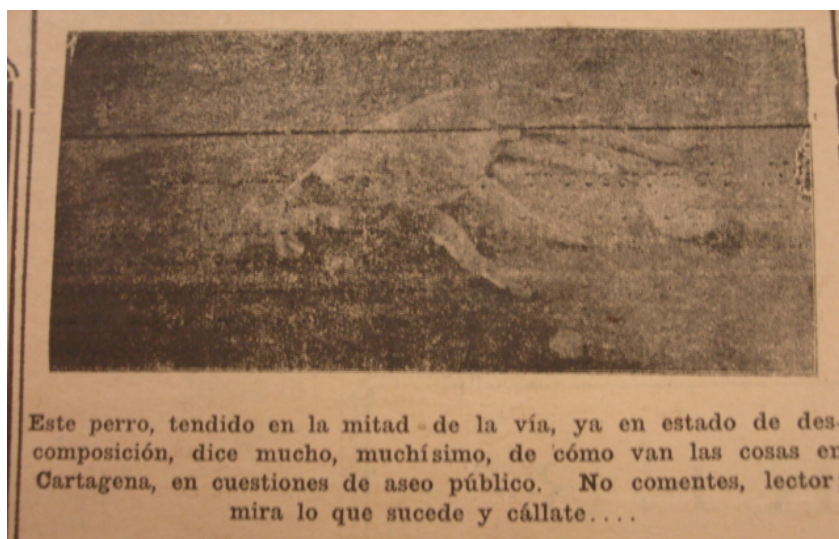 Este perro, tendido en la mitad de la vía, ya en estado de des-
composición, dice mucho, muchísimo, de cómo van las cosas en
Cartagena, en cuestiones de aseo público. No comentes, lector
mira lo que sucede y cállate....